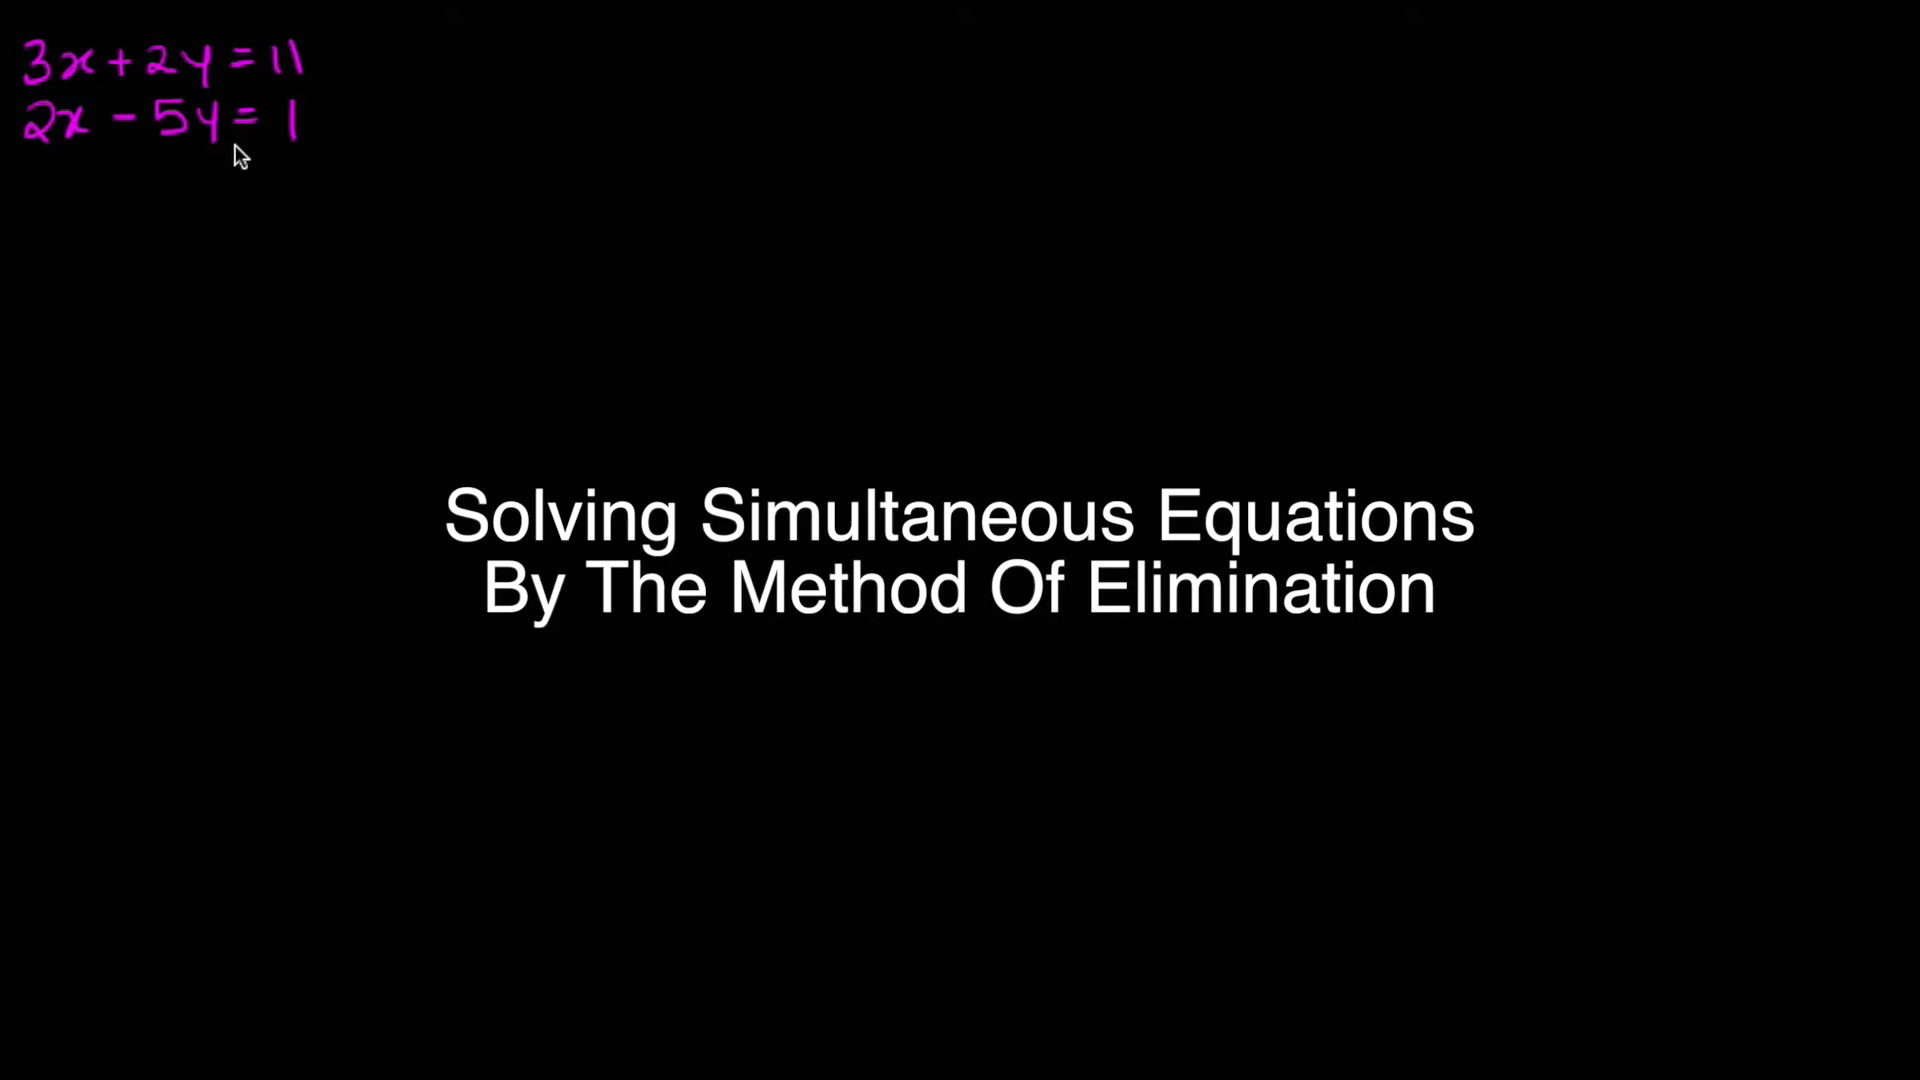 3x + 2y = 11
2x - 5y = 1
Solving Simultaneous Equations
By The Method Of Elimination